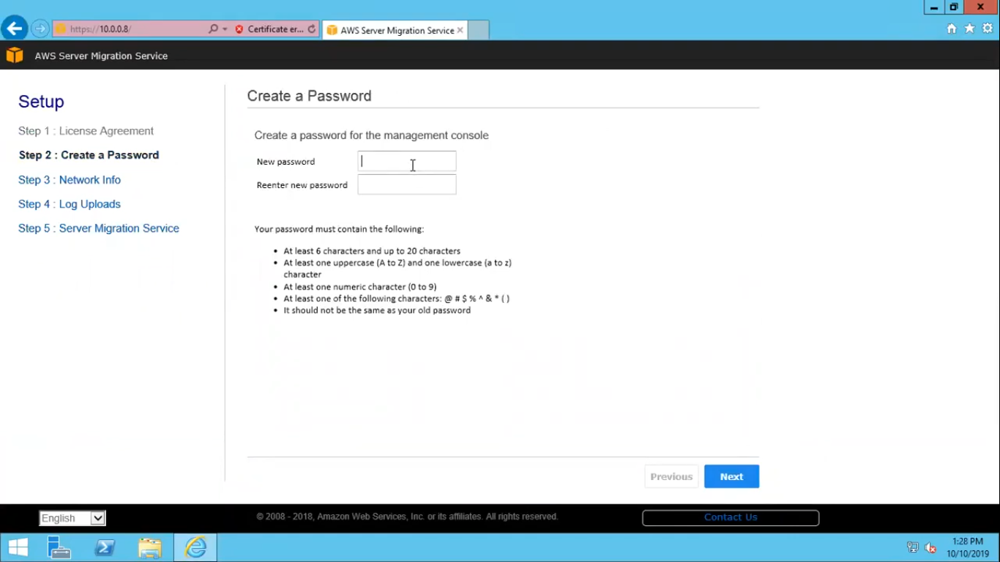 https://10.0.0.8/
Certificate er...
AWS Server Migration Service
AWS Server Migration Service
Setup
Step 1 : License Agreement
Step 2 : Create a Password
Step 3 : Network Info
Step 4 : Log Uploads
Step 5 : Server Migration Service
Create a Password
Create a password for the management console
New password
Reenter new password
Your password must contain the following:
• At least 6 characters and up to 20 characters
• At least one uppercase (A to Z) and one lowercase (a to z)
character
• At least one numeric character (0 to 9)
• At least one of the following characters: @ # $ % ^ & * ( )
• It should not be the same as your old password
Previous
Next
English
© 2008 - 2018, Amazon Web Services, Inc. or its affiliates. All rights reserved.
Contact Us
1:28 PM
10/10/2019